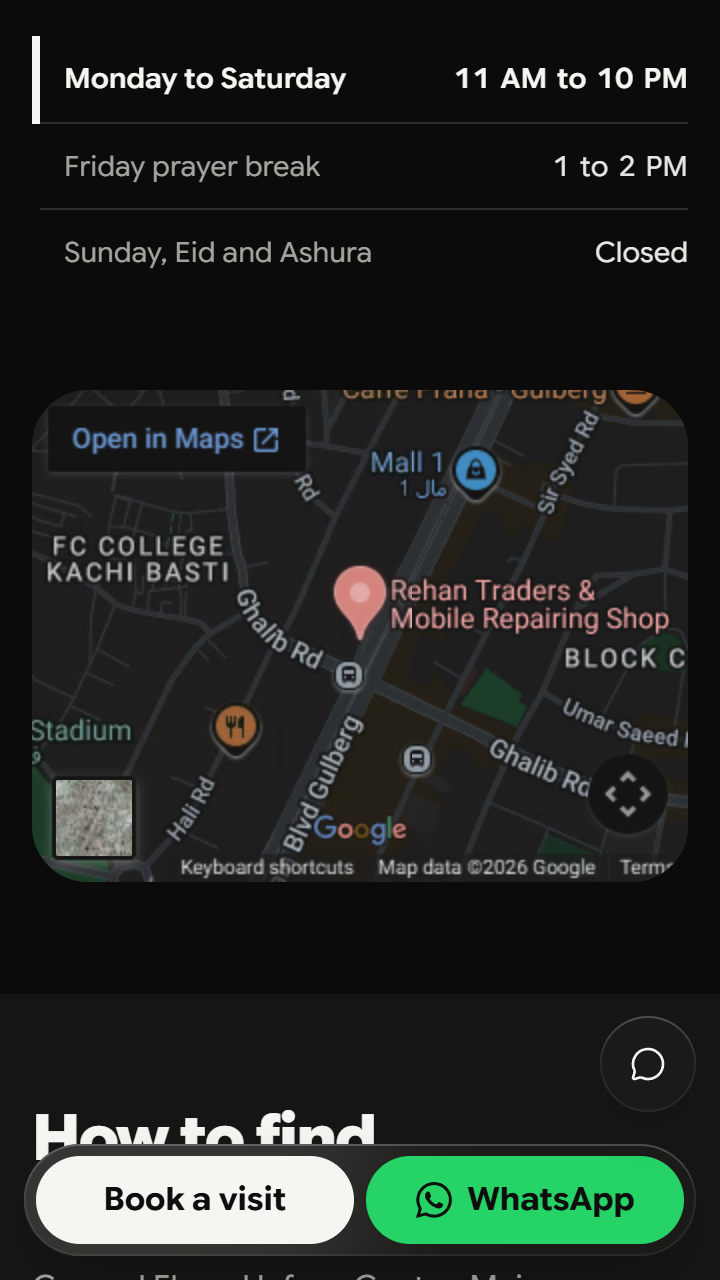 Monday to Saturday 11 AM to 10 PM
Friday prayer break 1 to 2 PM
Sunday, Eid and Ashura Closed
Gulberg
Open in Maps
Mall 1
مال 1
Rd
Sir Syed Rd
FC COLLEGE
KACHI BASTI
Rehan Traders &
Mobile Repairing Shop
Ghalib Rd
BLOCK C
Stadium
Umar Saeed
Ghalib Rd
Hali Rd
Blvd Gulberg
Google
Keyboard shortcuts Map data ©2026 Google Terms
How to find
Book a visit WhatsApp